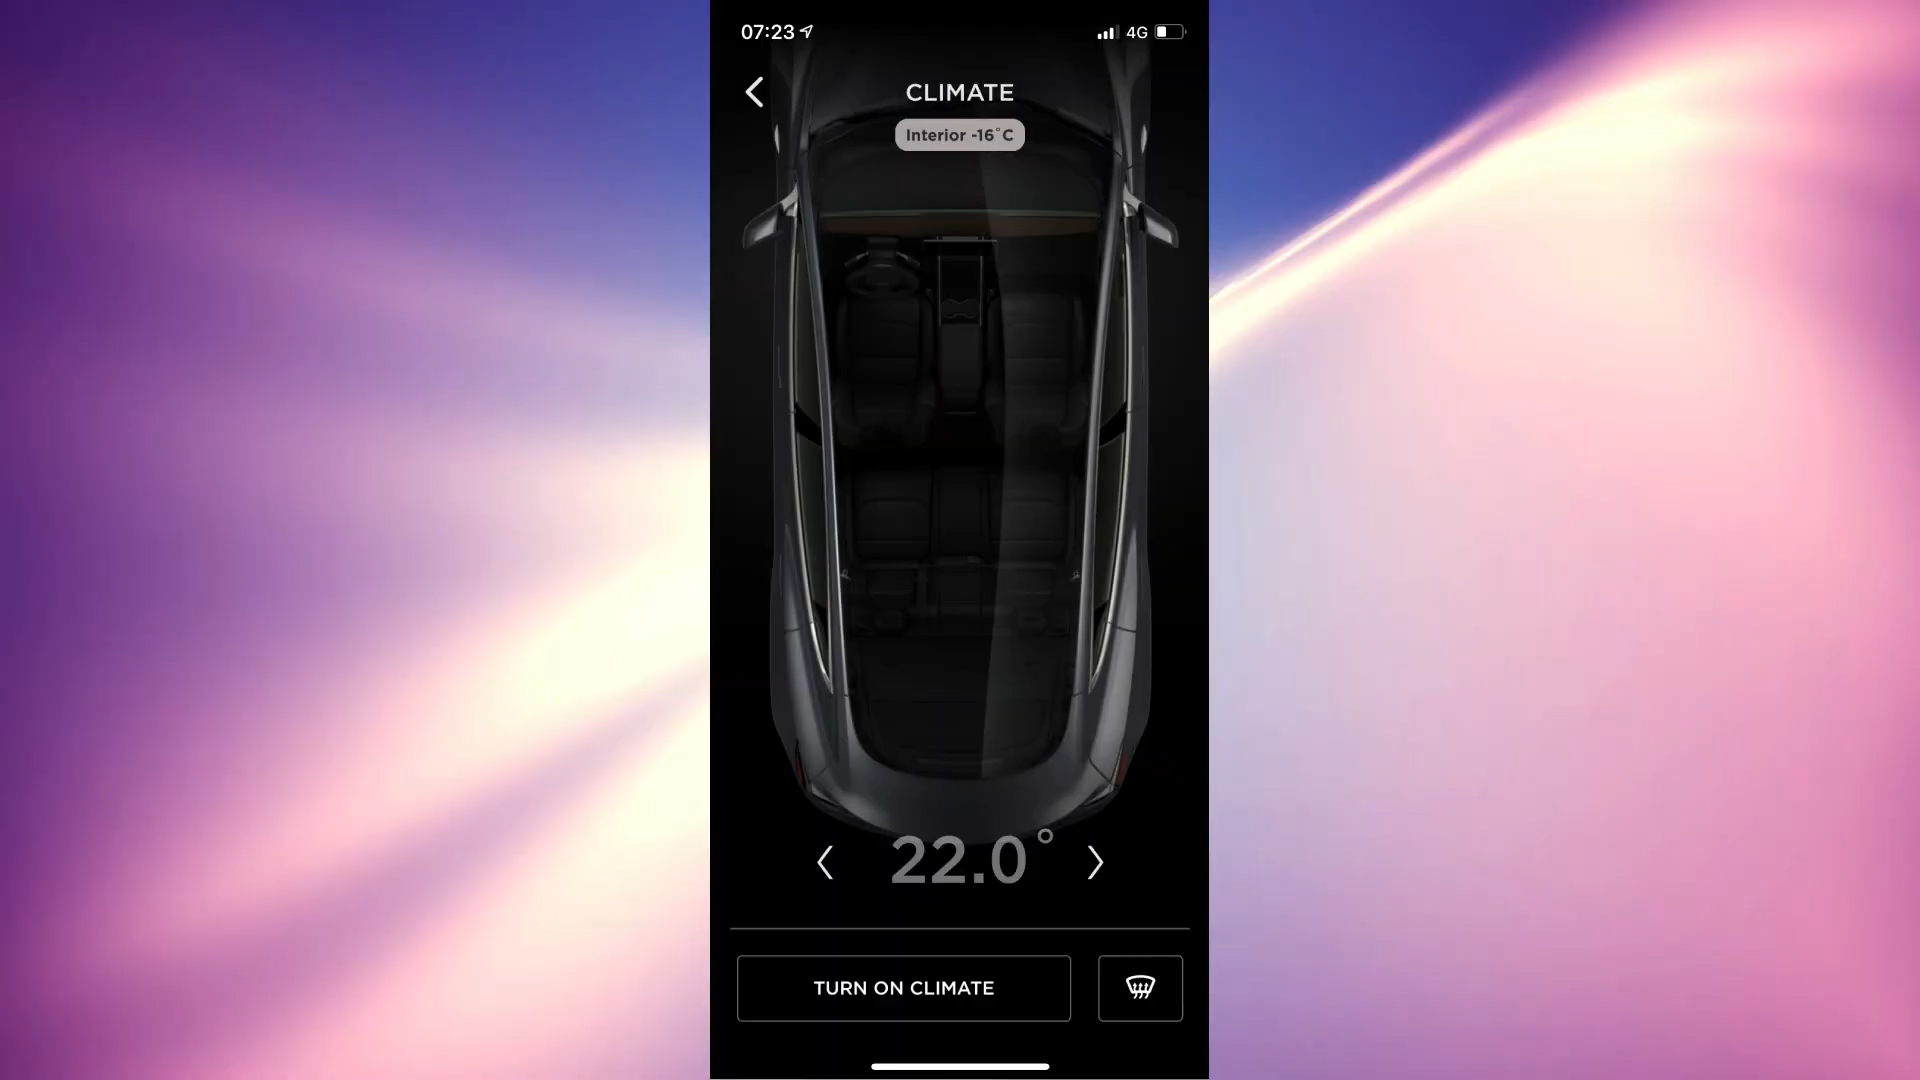 07:23
4G
CLIMATE
Interior -16°C
22.0°
TURN ON CLIMATE